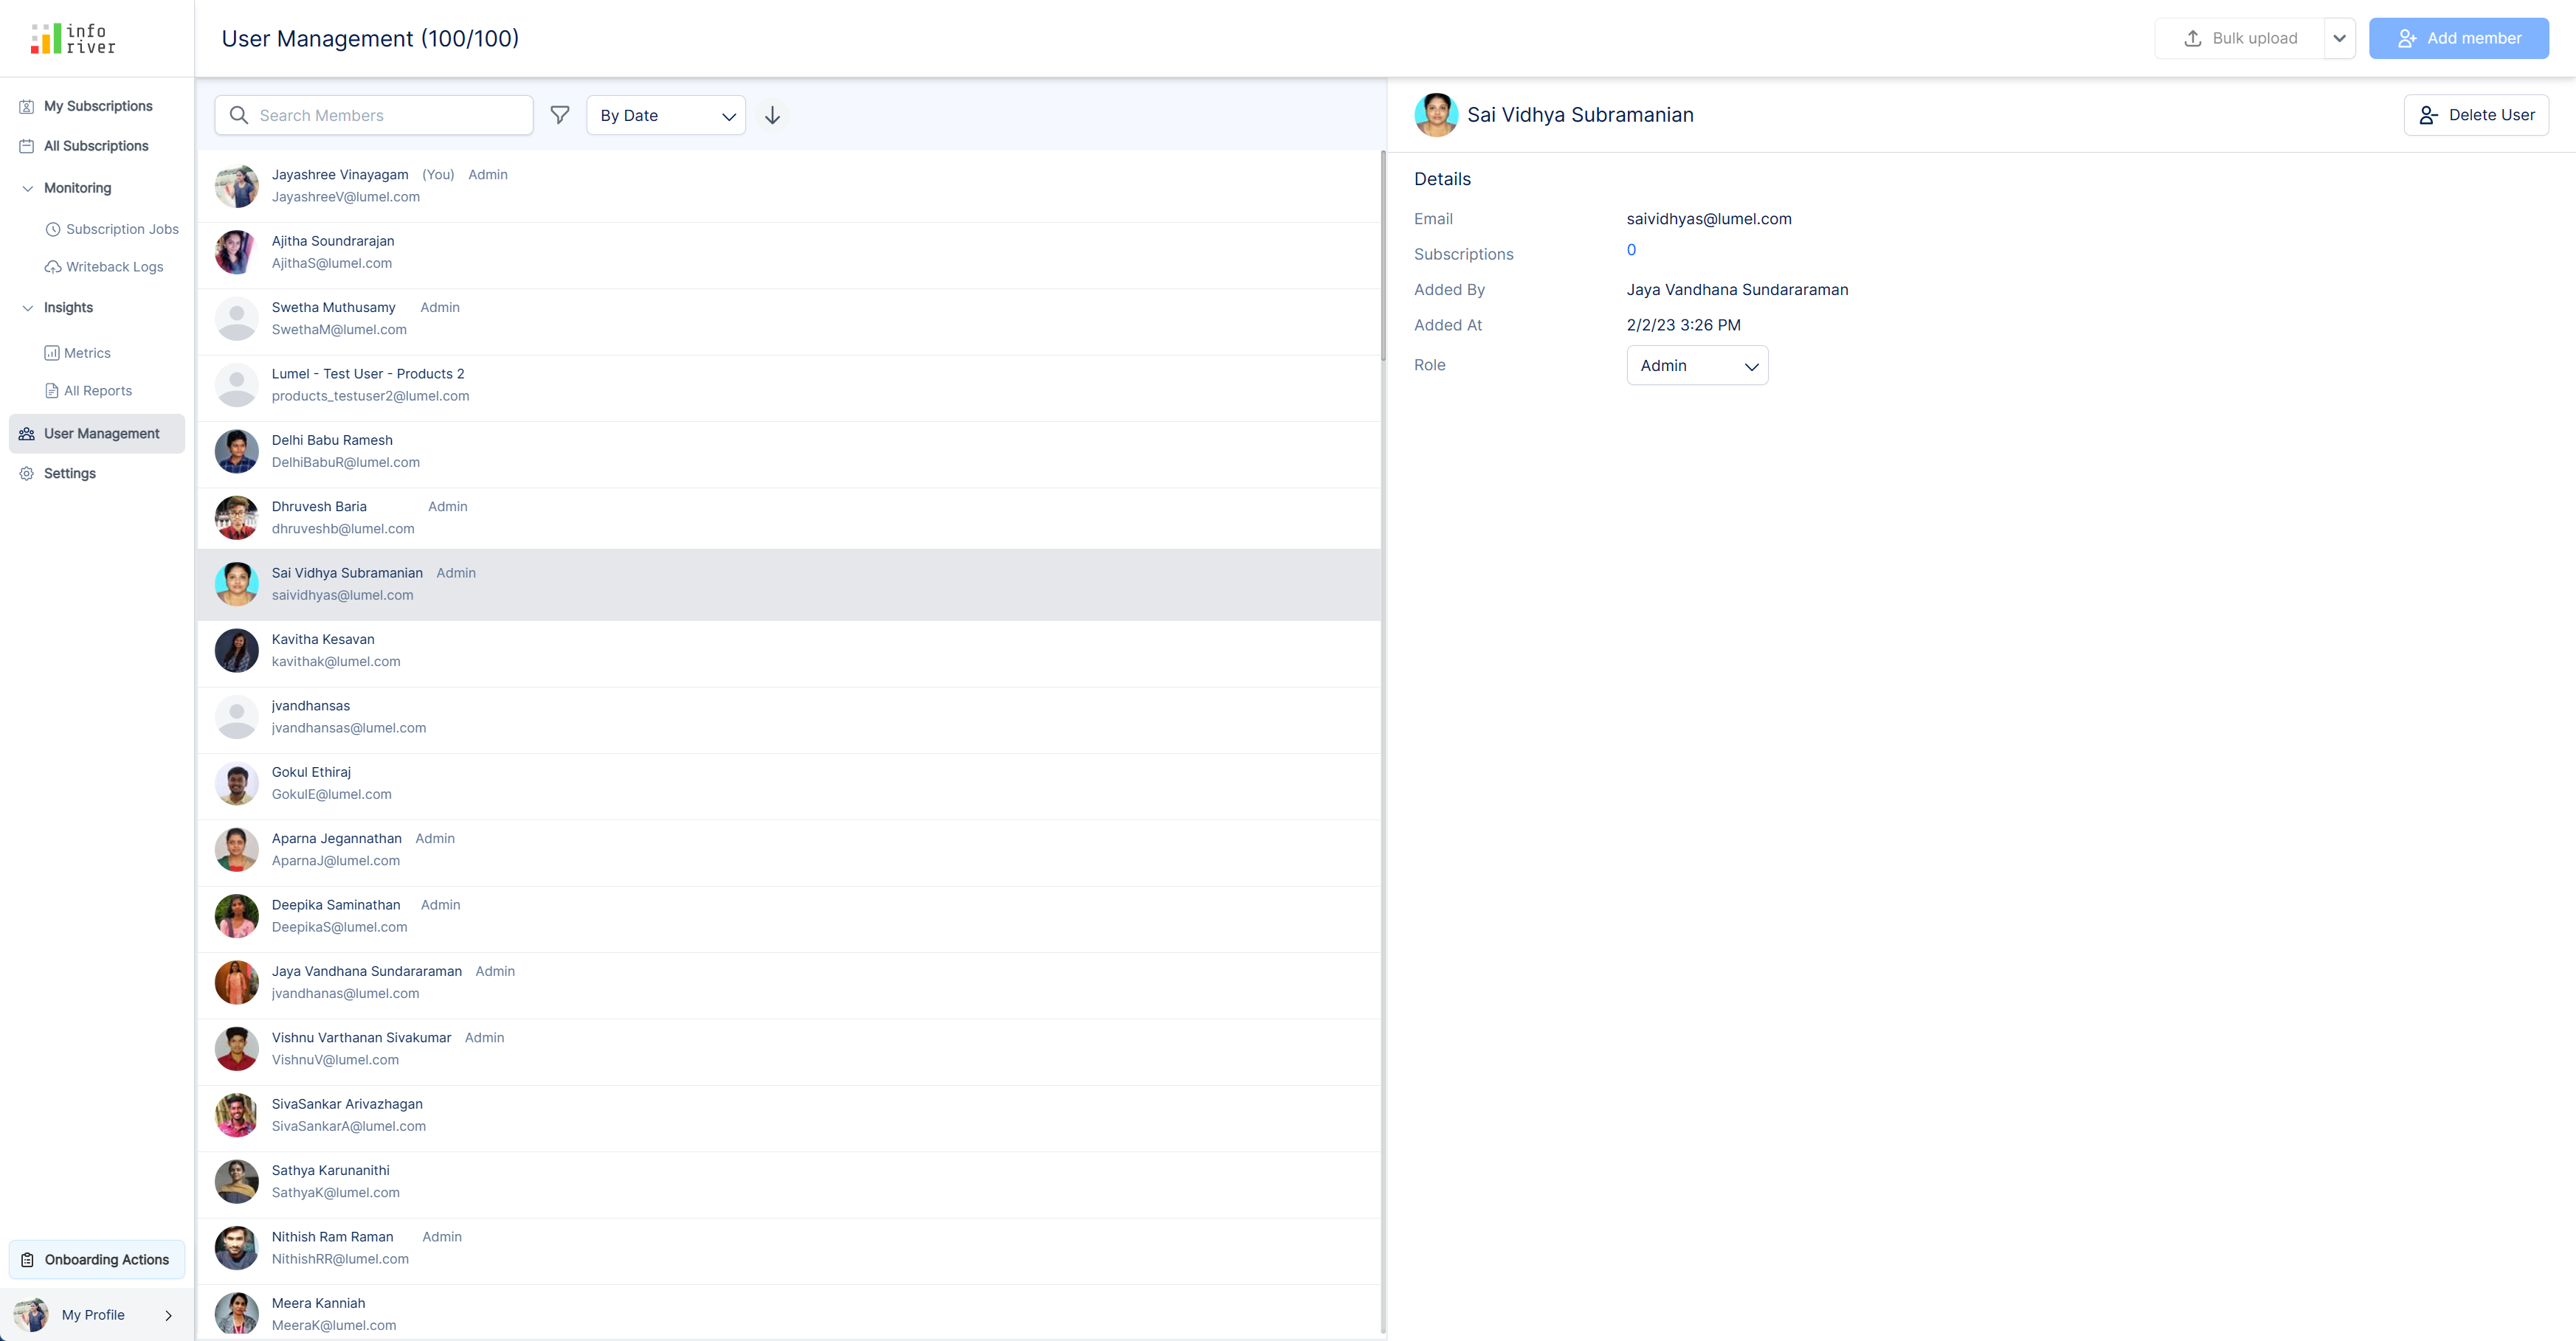 info
river
User Management (100/100)
Bulk upload
Add member
My Subscriptions
All Subscriptions
Monitoring
Subscription Jobs
Writeback Logs
Insights
Metrics
All Reports
User Management
Settings
Onboarding Actions
My Profile
Search Members
By Date
Jayashree Vinayagam (You) Admin
JayashreeV@lumel.com
Ajitha Soundrarajan
AjithaS@lumel.com
Swetha Muthusamy Admin
SwethaM@lumel.com
Lumel - Test User - Products 2
products_testuser2@lumel.com
Delhi Babu Ramesh
DelhiBabuR@lumel.com
Dhruvesh Baria Admin
dhruveshb@lumel.com
Sai Vidhya Subramanian Admin
saividhyas@lumel.com
Kavitha Kesavan
kavithak@lumel.com
jvandhansas
jvandhansas@lumel.com
Gokul Ethiraj
GokulE@lumel.com
Aparna Jegannathan Admin
AparnaJ@lumel.com
Deepika Saminathan Admin
DeepikaS@lumel.com
Jaya Vandhana Sundararaman Admin
jvandhanas@lumel.com
Vishnu Varthanan Sivakumar Admin
VishnuV@lumel.com
SivaSankar Arivazhagan
SivaSankarA@lumel.com
Sathya Karunanithi
SathyaK@lumel.com
Nithish Ram Raman Admin
NithishRR@lumel.com
Meera Kanniah
MeeraK@lumel.com
Sai Vidhya Subramanian
Delete User
Details
Email saividhyas@lumel.com
Subscriptions 0
Added By Jaya Vandhana Sundararaman
Added At 2/2/23 3:26 PM
Role Admin